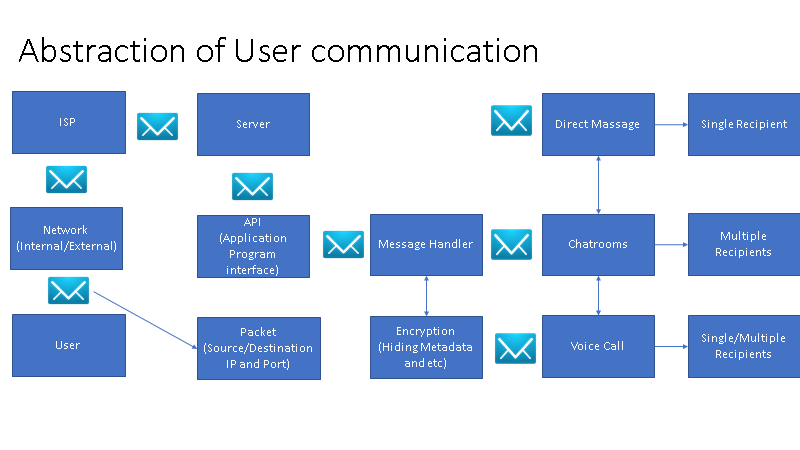 Abstraction of User communication
ISP
Server
Direct Massage
Single Recipient
Network
(Internal/External)
API
(Application
Program
interface)
Message Handler
Chatrooms
Multiple
Recipients
User
Packet
(Source/Destination
IP and Port)
Encryption
(Hiding Metadata
and etc)
Voice Call
Single/Multiple
Recipients